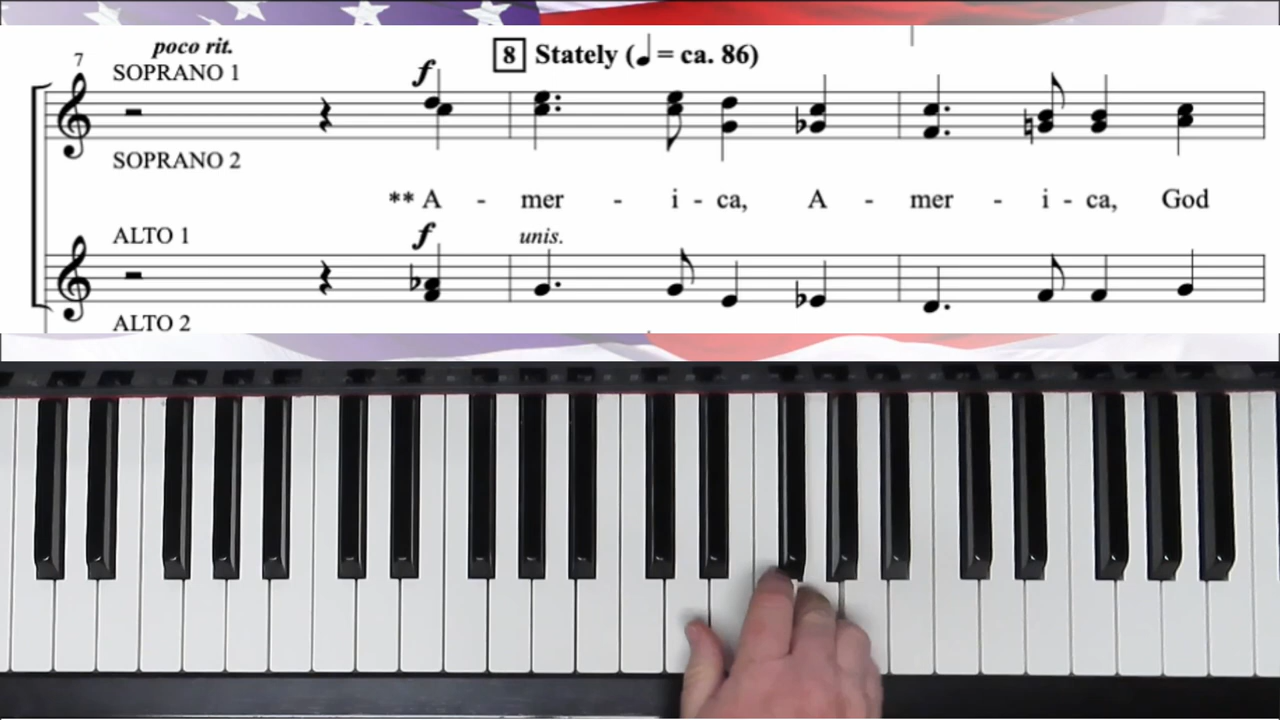 poco rit.
7
SOPRANO 1
f
8 Stately (♩ = ca. 86)
SOPRANO 2
** A - mer - i - ca, A - mer - i - ca, God
ALTO 1
f
unis.
ALTO 2